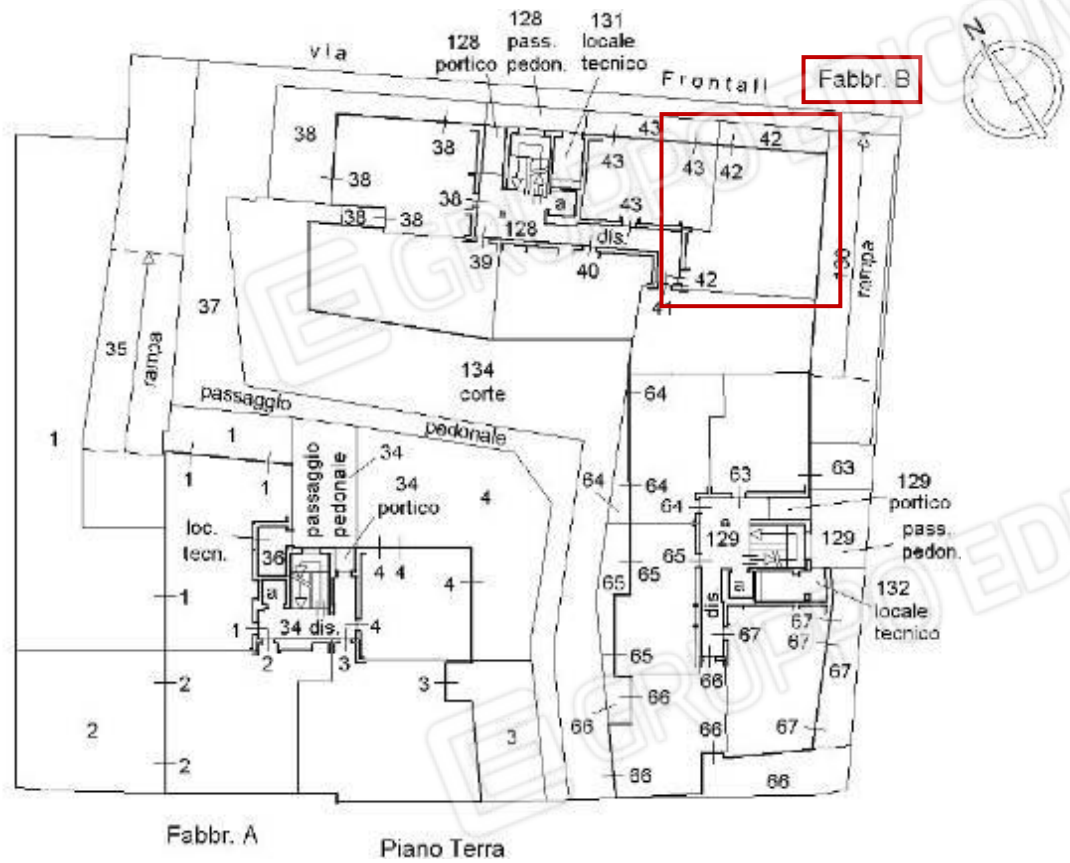 128
128
131
128
pass.
locale
portico
pedon.
tecnico
via
Frontali
Fabbr. B
N
38
38
43
42
43
43
42
38
38
38
38
43
a
128
dis.
39
40
42
rampa
37
35
rampa
134
corte
64
passaggio
pedonale
1
1
1
1
passaggio
pedonale
34
34
portico
4
64
64
64
63
63
129
portico
129
129
pass.
pedon.
loc.
tecn.
36
4
4
4
65
65
65
dis
132
locale
tecnico
1
1
34
dis.
4
2
3
67
67
67
67
67
66
3
2
2
2
3
66
66
66
66
66
Fabbr. A
Piano Terra
GRUPPO EDICOM
GRUPPO EDICOM